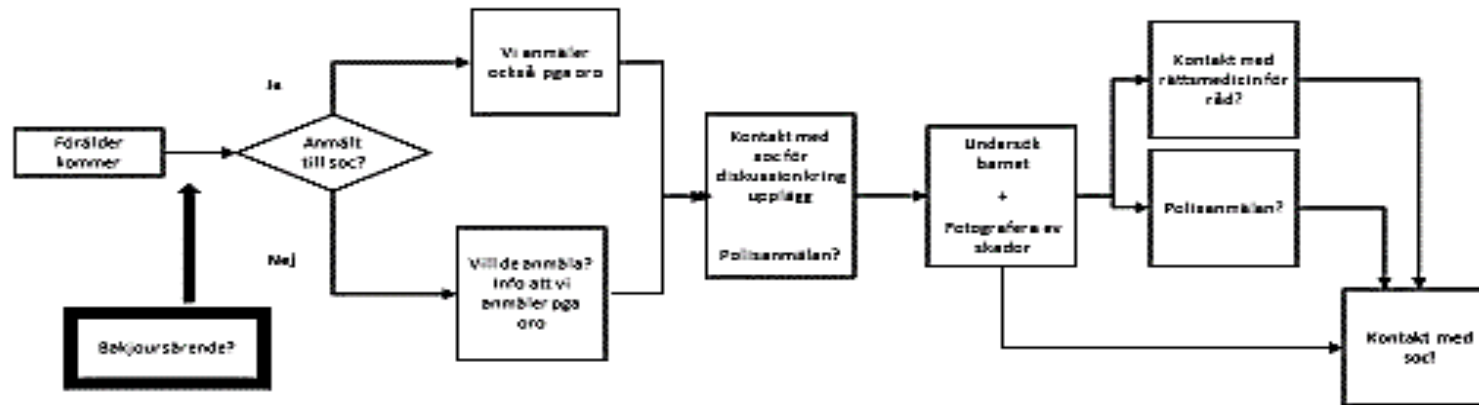 Förälder
kommer
Bakjoursärende?
Anmält
till soc?
Ja
Nej
Vi anmäler
också pga oro
Vill de anmäla?
Info att vi
anmäler pga
oro
Kontakt med
soc för
diskussion kring
upplägg
Polisanmälan?
Undersök
barnet
+
Fotografera av
skador
Kontakt med
rättsmedicin för
råd?
Polisanmälan?
Kontakt med
soc!